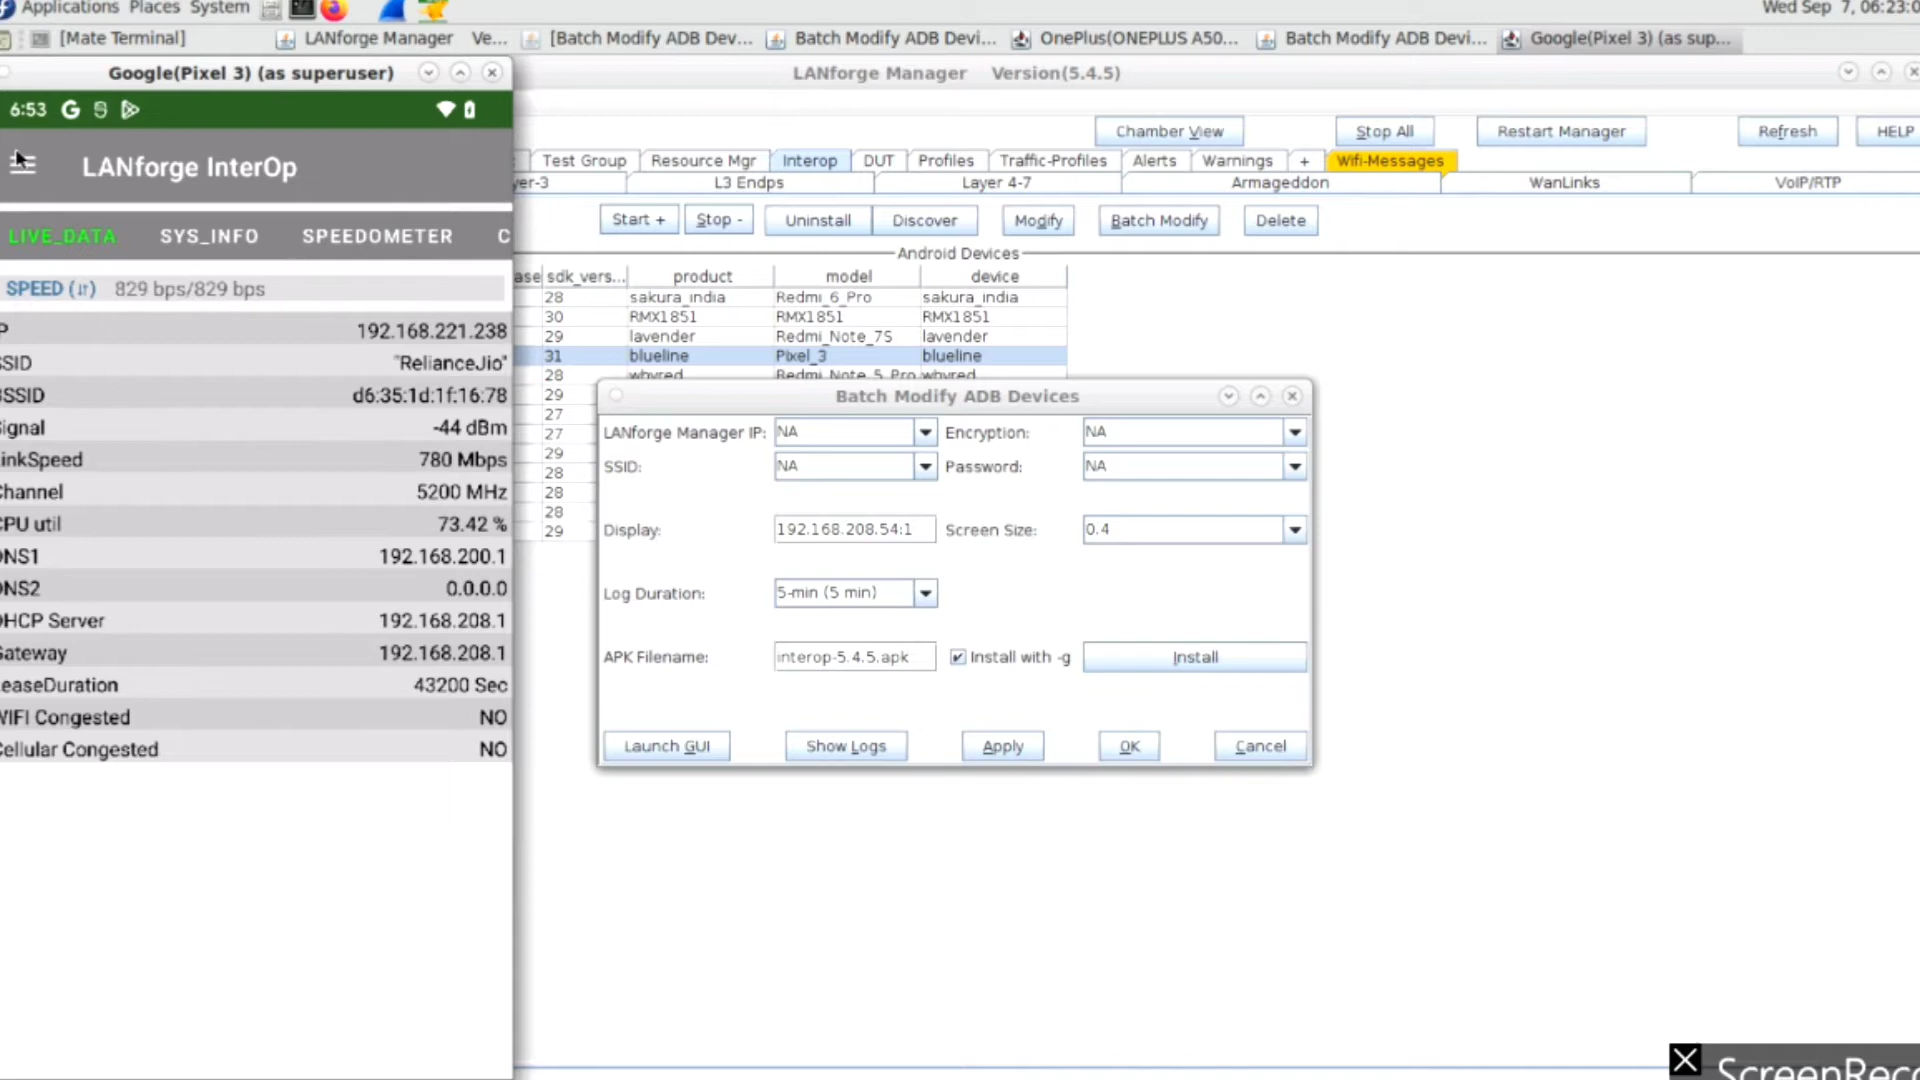 Applications Places System
Wed Sep 7, 06:23:0
[Mate Terminal]
LANforge Manager Ve...
[Batch Modify ADB Dev...
Batch Modify ADB Devi...
OnePlus(ONEPLUS A50...
Batch Modify ADB Devi...
Google(Pixel 3) (as sup...
Google(Pixel 3) (as superuser)
LANforge Manager Version(5.4.5)
6:53
LANforge InterOp
LIVE_DATA SYS_INFO SPEEDOMETER C
SPEED 829 bps/829 bps
P 192.168.221.238
SSID "RelianceJio"
BSSID d6:35:1d:1f:16:78
ignal -44 dBm
inkSpeed 780 Mbps
Channel 5200 MHz
CPU util 73.42 %
DNS1 192.168.200.1
DNS2 0.0.0.0
DHCP Server 192.168.208.1
Gateway 192.168.208.1
easeDuration 43200 Sec
WIFI Congested NO
Cellular Congested NO
Chamber View
Stop All
Restart Manager
Refresh
HELP
Test Group
Resource Mgr
Interop
DUT
Profiles
Traffic-Profiles
Alerts
Warnings
+
Wifi-Messages
yer-3
L3 Endps
Layer 4-7
Armageddon
WanLinks
VoIP/RTP
Start +
Stop -
Uninstall
Discover
Modify
Batch Modify
Delete
Android Devices
ase sdk_vers... product model device
28 sakura_india Redmi_6_Pro sakura_india
30 RMX1851 RMX1851 RMX1851
29 lavender Redmi_Note_7S lavender
31 blueline Pixel_3 blueline
28 whyred Redmi_Note_5_Pro whyred
29
27
27
29
28
28
28
29
Batch Modify ADB Devices
LANforge Manager IP: NA Encryption: NA
SSID: NA Password: NA
Display: 192.168.208.54:1 Screen Size: 0.4
Log Duration: 5-min (5 min)
APK Filename: interop-5.4.5.apk Install with -g Install
Launch GUI
Show Logs
Apply
OK
Cancel
ScreenReco